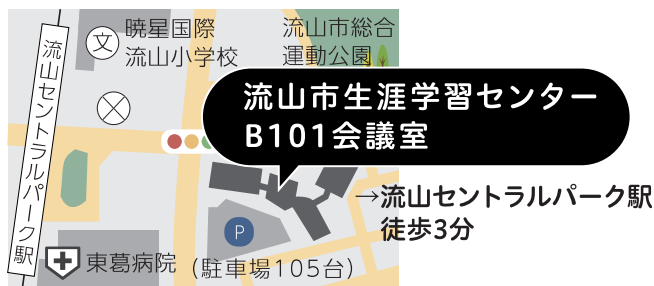 暁星国際
流山小学校
流山市総合
運動公園
文
流山セントラルパーク駅
流山市生涯学習センター
B101会議室
→流山セントラルパーク駅
徒歩3分
P
東葛病院
(駐車場105台)